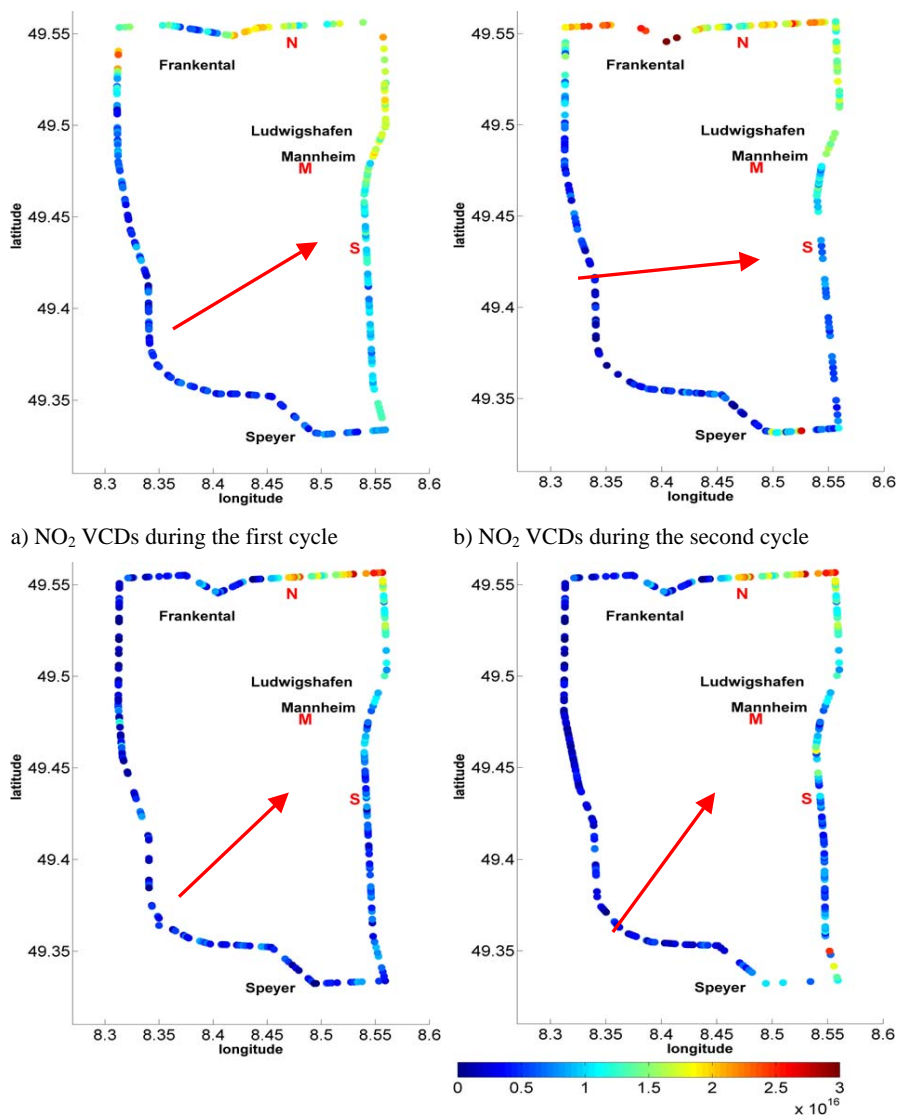 49.55
49.5
49.45
49.4
49.35
latitude
8.3 8.35 8.4 8.45 8.5 8.55 8.6
longitude
N
Frankental
Ludwigshafen
Mannheim
M
S
Speyer
49.55
49.5
49.45
49.4
49.35
latitude
8.3 8.35 8.4 8.45 8.5 8.55 8.6
longitude
N
Frankental
Ludwigshafen
Mannheim
M
S
Speyer
a) NO₂ VCDs during the first cycle
b) NO₂ VCDs during the second cycle
49.55
49.5
49.45
49.4
49.35
latitude
8.3 8.35 8.4 8.45 8.5 8.55 8.6
longitude
N
Frankental
Ludwigshafen
Mannheim
M
S
Speyer
49.55
49.5
49.45
49.4
49.35
latitude
8.3 8.35 8.4 8.45 8.5 8.55 8.6
longitude
N
Frankental
Ludwigshafen
Mannheim
M
S
Speyer
0 0.5 1 1.5 2 2.5 3
x 10¹⁶